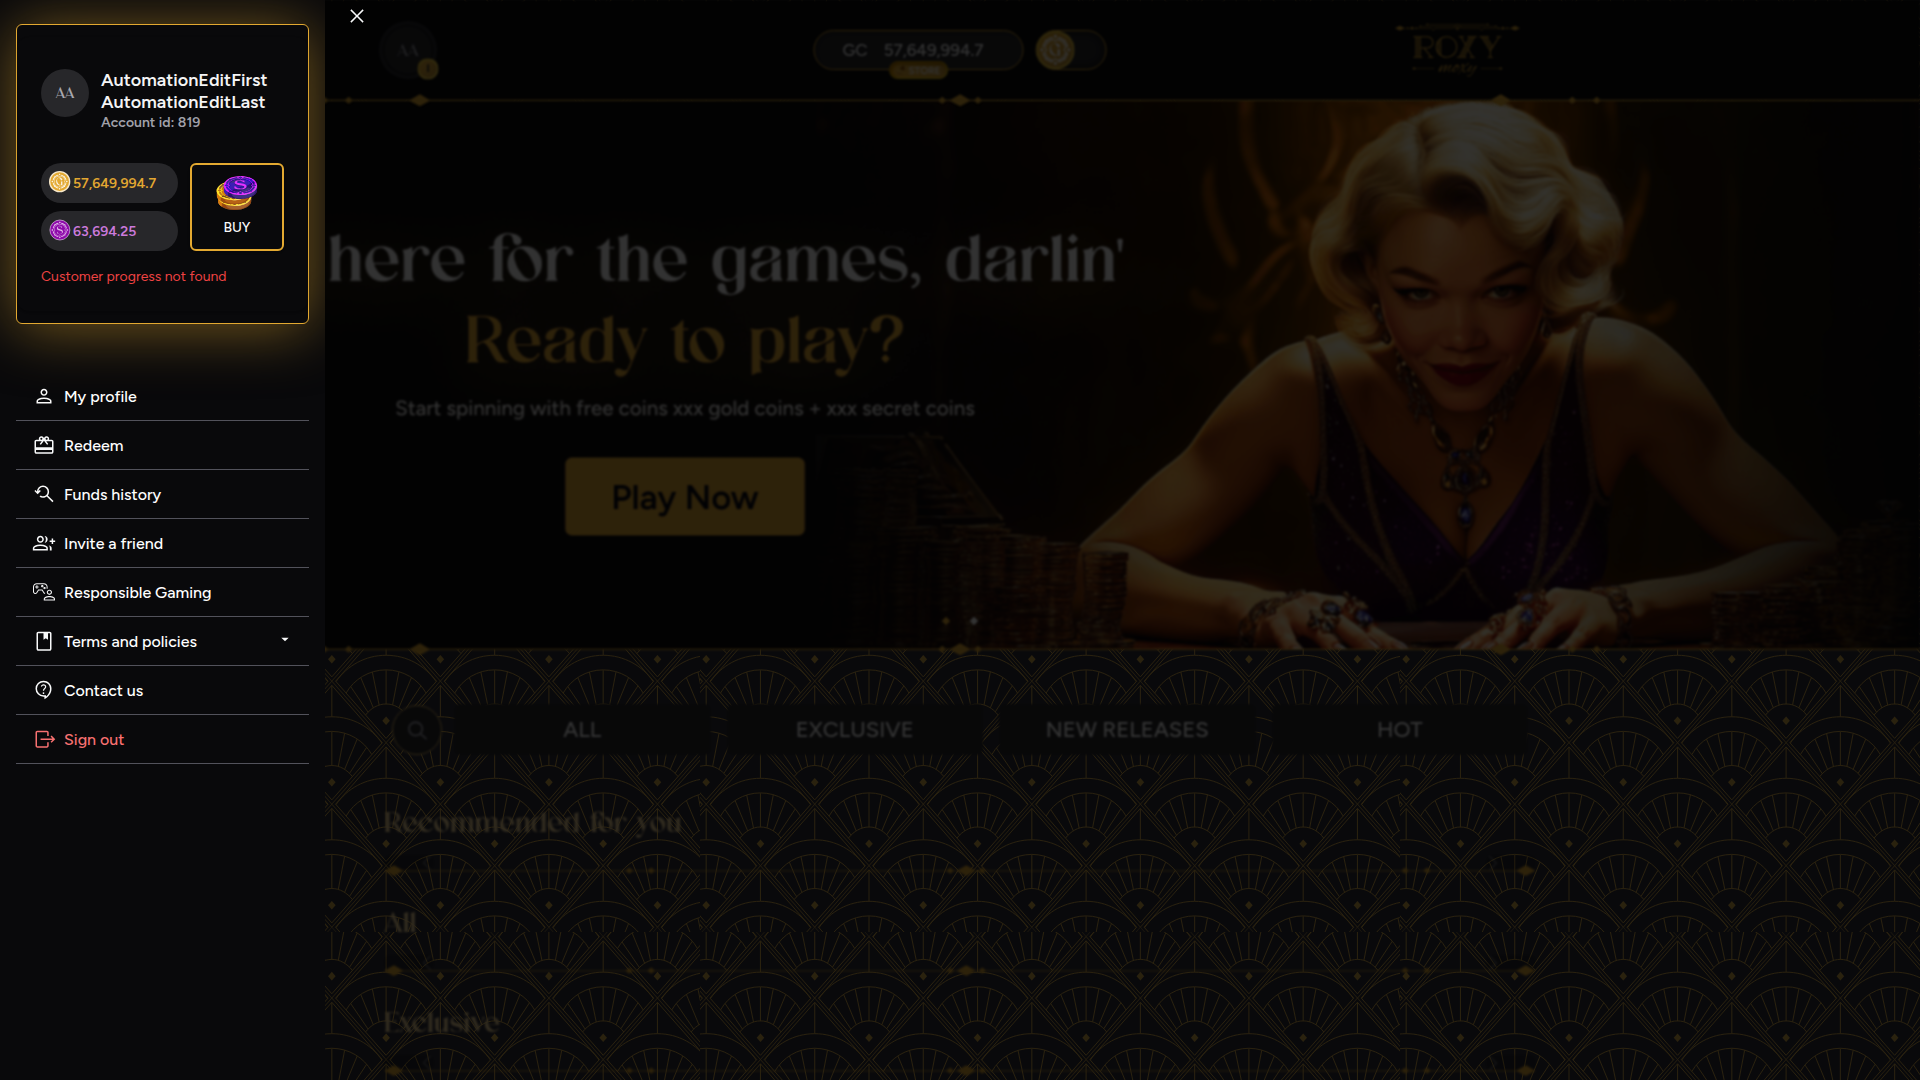 AA
AutomationEditFirst
AutomationEditLast
Account id: 819
57,649,994.7
63,694.25
BUY
Customer progress not found
My profile
Redeem
Funds history
Invite a friend
Responsible Gaming
Terms and policies
Contact us
Sign out
AA
GC 57,649,994.7
ROXY
moxy
here for the games, darlin'
Ready to play?
Start spinning with free coins xxx gold coins + xxx secret coins
Play Now
ALL
EXCLUSIVE
NEW RELEASES
HOT
Recommended for you
All
Exclusive